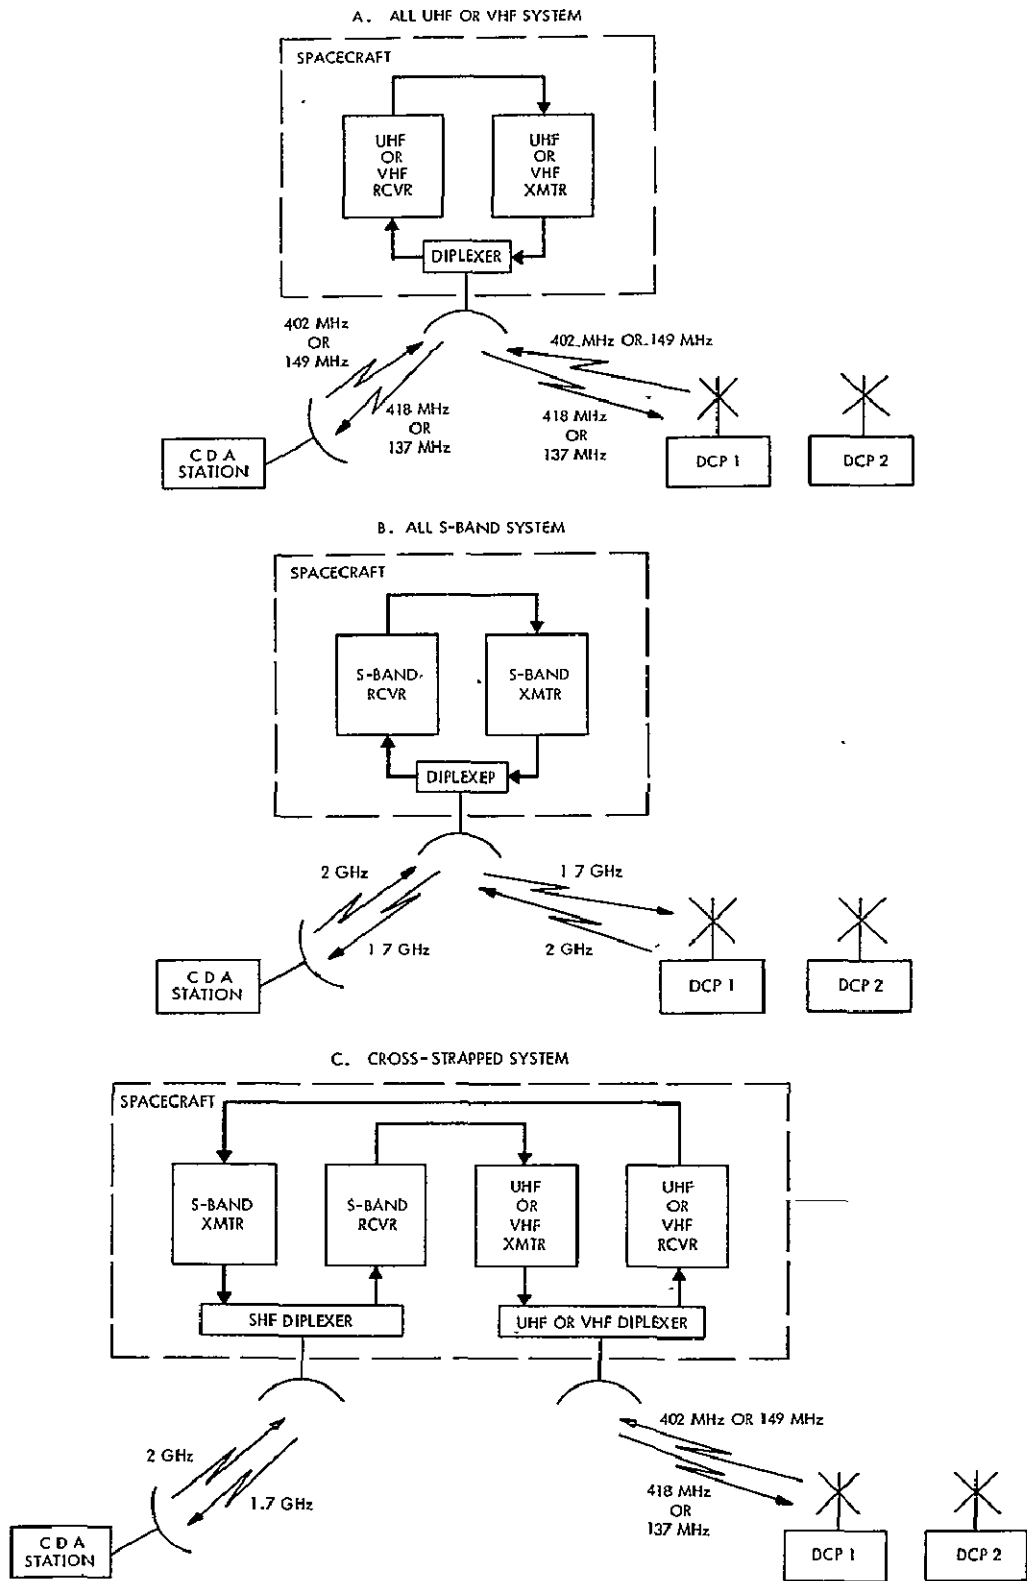 A. ALL UHF OR VHF SYSTEM
SPACECRAFT
UHF
OR
VHF
RCVR
UHF
OR
VHF
XMTR
DIPLEXER
402 MHz
OR
149 MHz
418 MHz
OR
137 MHz
402 MHz OR 149 MHz
418 MHz
OR
137 MHz
C D A
STATION
DCP 1
DCP 2
B. ALL S-BAND SYSTEM
SPACECRAFT
S-BAND
RCVR
S-BAND
XMTR
DIPLEXEP
2 GHz
1 7 GHz
1 7 GHz
2 GHz
C D A
STATION
DCP 1
DCP 2
C. CROSS-STRAPPED SYSTEM
SPACECRAFT
S-BAND
XMTR
S-BAND
RCVR
UHF
OR
VHF
XMTR
UHF
OR
VHF
RCVR
SHF DIPLEXER
UHF OR VHF DIPLEXER
2 GHz
1.7 GHz
402 MHz OR 149 MHz
418 MHz
OR
137 MHz
C D A
STATION
DCP 1
DCP 2